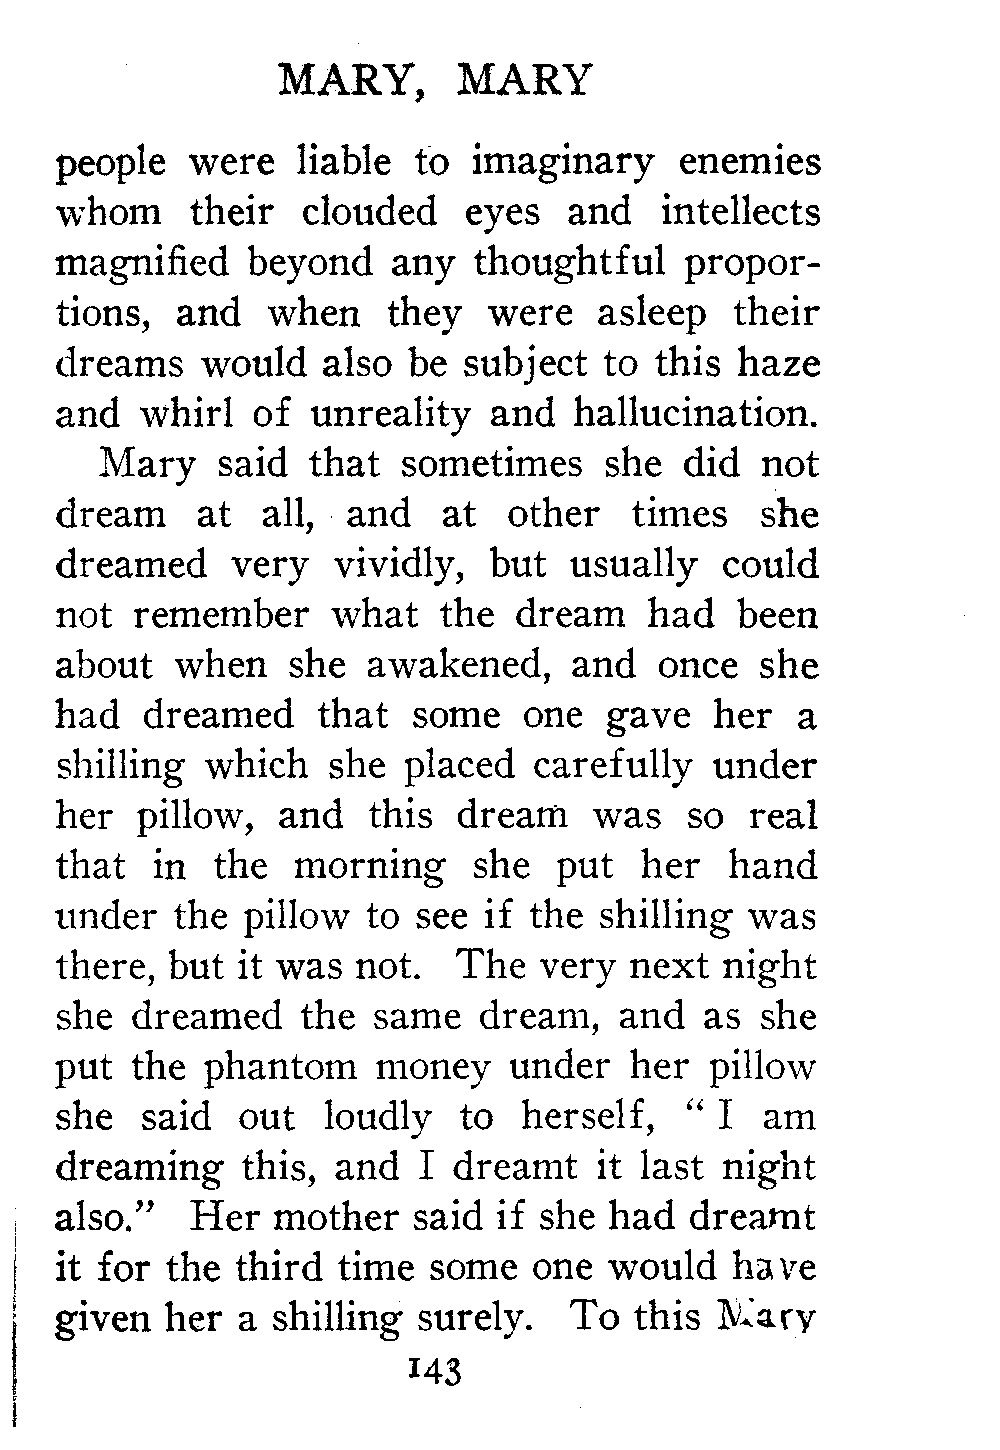 MARY, MARY
people were liable to imaginary enemies
whom their clouded eyes and intellects
magnified beyond any thoughtful propor-
tions, and when they were asleep their
dreams would also be subject to this haze
and whirl of unreality and hallucination.
Mary said that sometimes she did not
dream at all, and at other times she
dreamed very vividly, but usually could
not remember what the dream had been
about when she awakened, and once she
had dreamed that some one gave her a
shilling which she placed carefully under
her pillow, and this dream was so real
that in the morning she put her hand
under the pillow to see if the shilling was
there, but it was not. The very next night
she dreamed the same dream, and as she
put the phantom money under her pillow
she said out loudly to herself, “ I am
dreaming this, and I dreamt it last night
also.” Her mother said if she had dreamt
it for the third time some one would have
given her a shilling surely. To this Mary
143